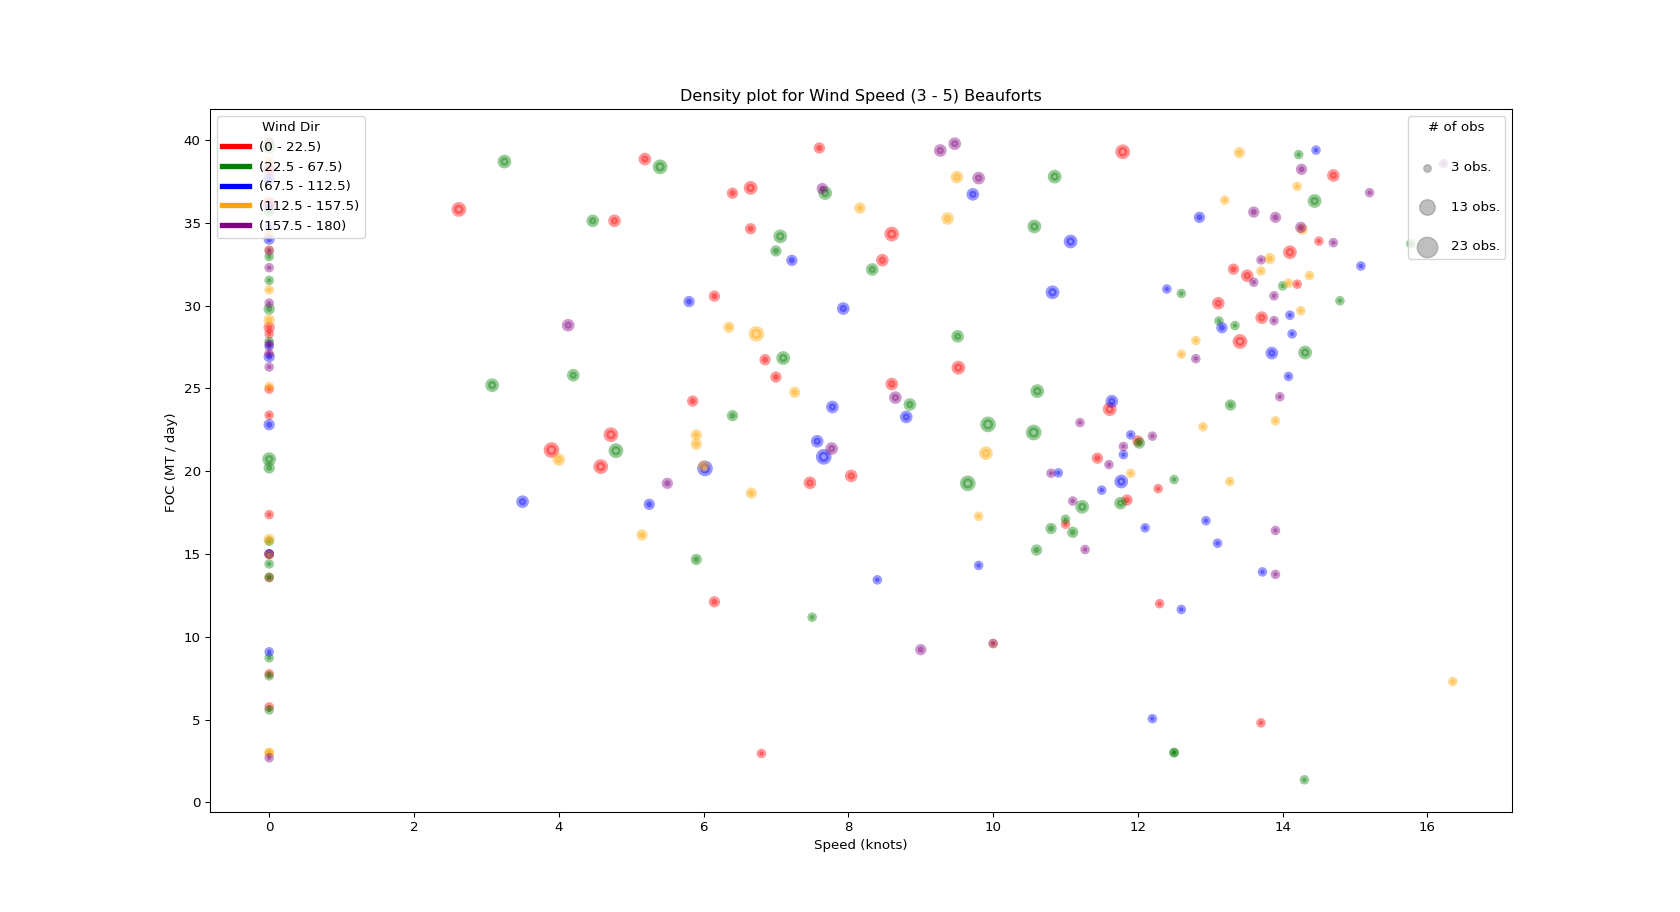 Density plot for Wind Speed (3 - 5) Beauforts
Wind Dir
(0 - 22.5)
(22.5 - 67.5)
(67.5 - 112.5)
(112.5 - 157.5)
(157.5 - 180)
# of obs
3 obs.
13 obs.
23 obs.
40
35
30
25
20
15
10
5
0
FOC (MT / day)
0 2 4 6 8 10 12 14 16
Speed (knots)